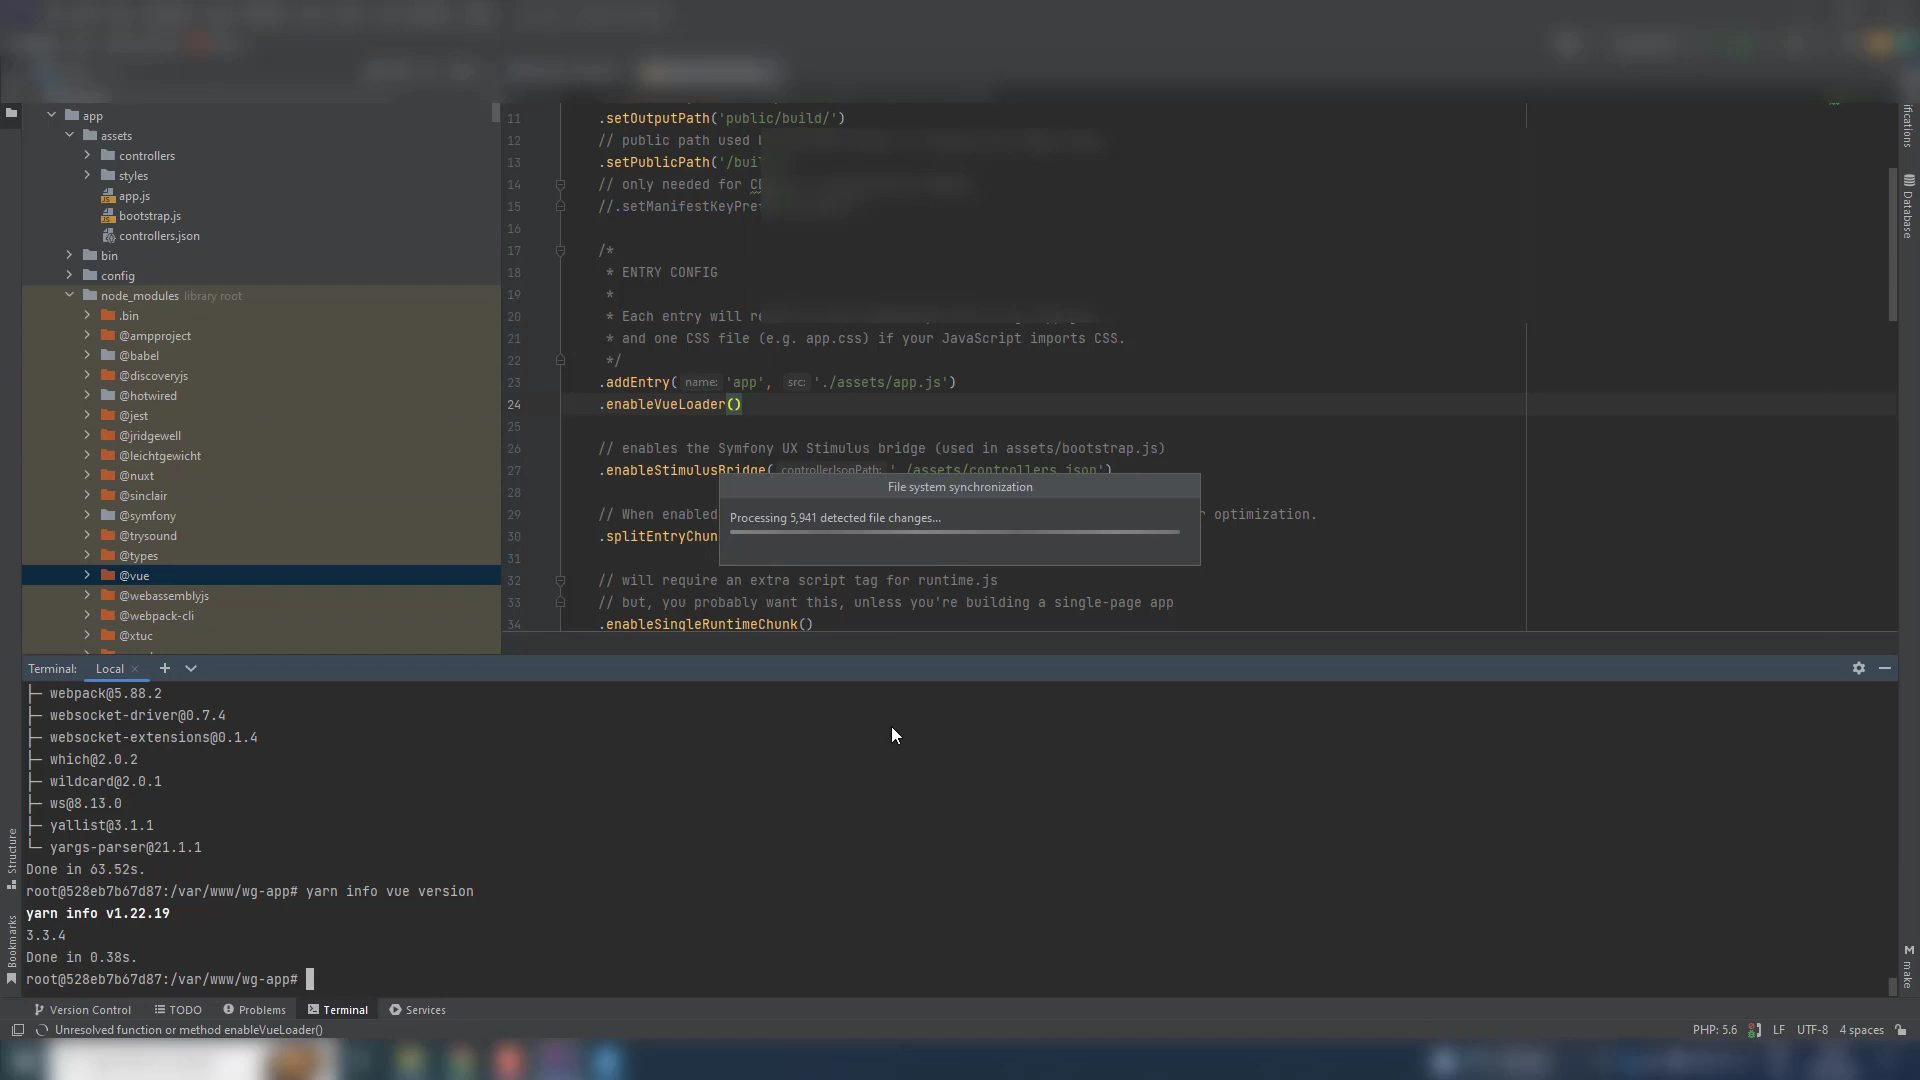 app
assets
controllers
styles
app.js
bootstrap.js
controllers.json
bin
config
node_modules library root
.bin
@ampproject
@babel
@discoveryjs
@hotwired
@jest
@jridgewell
@leichtgewicht
@nuxt
@sinclair
@symfony
@trysound
@types
@vue
@webassemblyjs
@webpack-cli
@xtuc
11 .setOutputPath('public/build/')
12 // public path used
13 .setPublicPath('/buil
14 // only needed for CD
15 //.setManifestKeyPre
16
17 /*
18 * ENTRY CONFIG
19 *
20 * Each entry will re
21 * and one CSS file (e.g. app.css) if your JavaScript imports CSS.
22 */
23 .addEntry( name: 'app', src: './assets/app.js')
24 .enableVueLoader()
25
26 // enables the Symfony UX Stimulus bridge (used in assets/bootstrap.js)
27 .enableStimulusBridge( controllerJsonPath: './assets/controllers.json')
28
29 // When enabled optimization.
30 .splitEntryChun
31
32 // will require an extra script tag for runtime.js
33 // but, you probably want this, unless you're building a single-page app
34 .enableSingleRuntimeChunk()
File system synchronization
Processing 5,941 detected file changes...
ifications
Database
make
Structure
Bookmarks
Terminal: Local
├─ webpack@5.88.2
├─ websocket-driver@0.7.4
├─ websocket-extensions@0.1.4
├─ which@2.0.2
├─ wildcard@2.0.1
├─ ws@8.13.0
├─ yallist@3.1.1
└─ yargs-parser@21.1.1
Done in 63.52s.
root@528eb7b67d87:/var/www/wg-app# yarn info vue version
yarn info v1.22.19
3.3.4
Done in 0.38s.
root@528eb7b67d87:/var/www/wg-app#
Version Control TODO Problems Terminal Services
Unresolved function or method enableVueLoader() PHP: 5.6 LF UTF-8 4 spaces